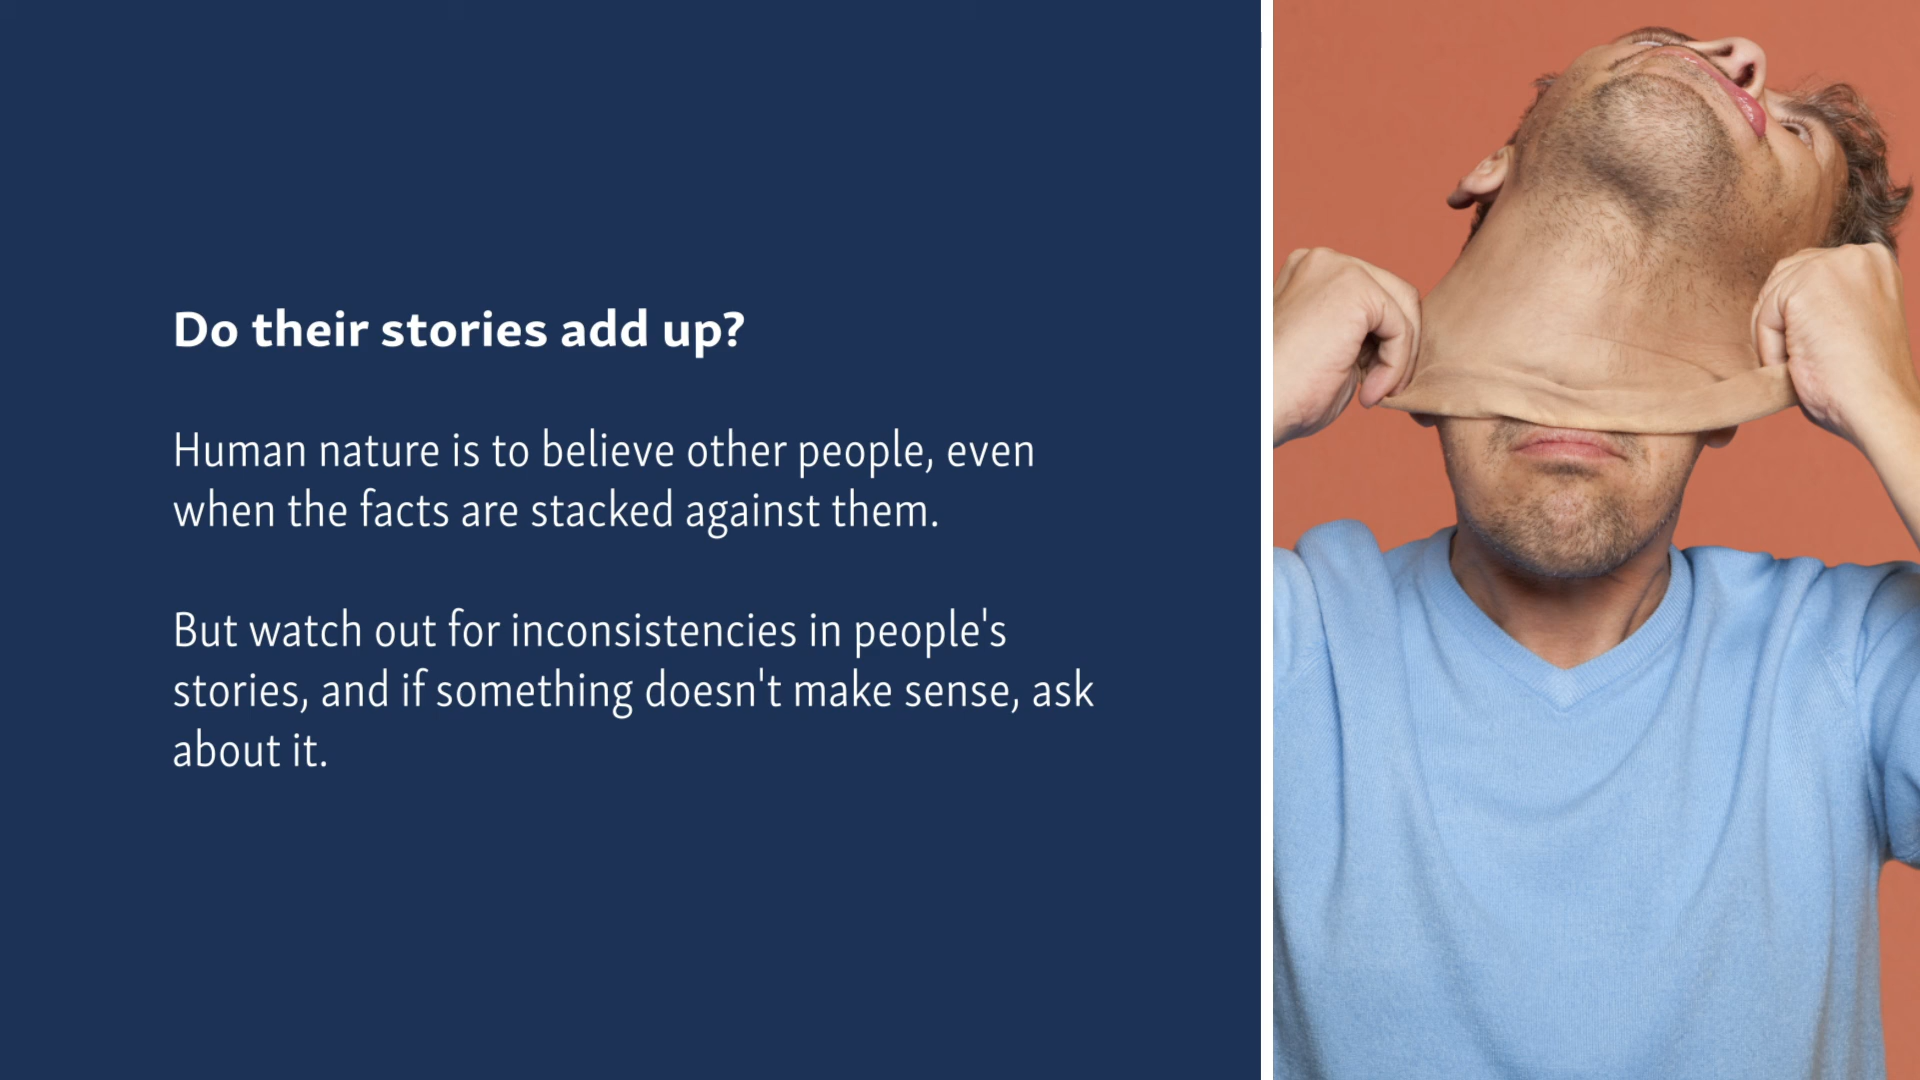 Do their stories add up?
Human nature is to believe other people, even
when the facts are stacked against them.
But watch out for inconsistencies in people's
stories, and if something doesn't make sense, ask
about it.